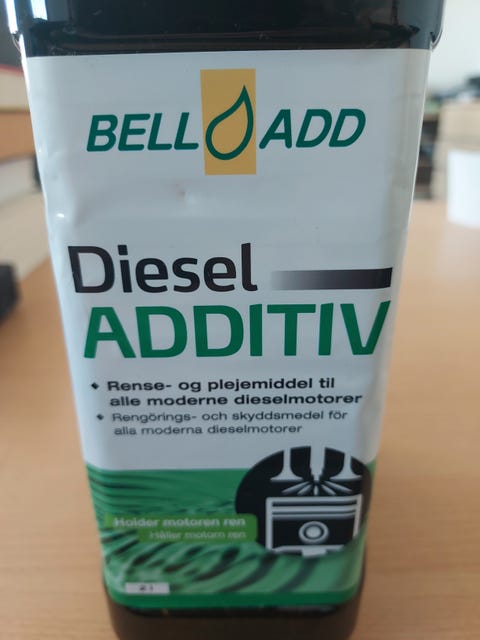 BELL ADD
Diesel
ADDITIV
Rense- og plejemiddel til
alle moderne dieselmotorer
Rengörings- och skyddsmedel för
alla moderna dieselmotorer
Holder motoren ren
Håller motorn ren
2 l